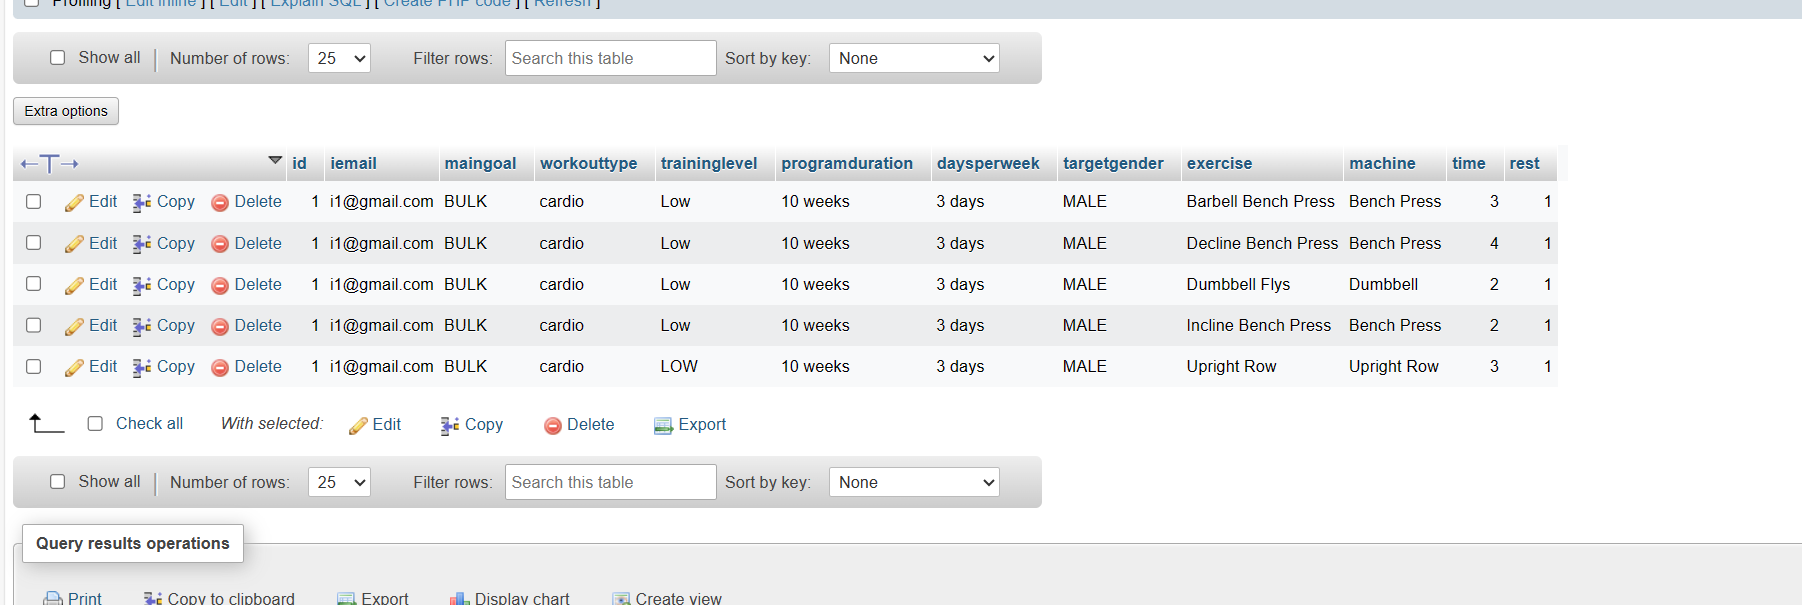 Profiling [ Edit inline ] [ Edit ] [ Explain SQL ] [ Create PHP code ] [ Refresh ]
Show all | Number of rows: 25 Filter rows: Search this table Sort by key: None
Extra options
←T→ id iemail maingoal workouttype traininglevel programduration daysperweek targetgender exercise machine time rest
Edit Copy Delete 1 i1@gmail.com BULK cardio Low 10 weeks 3 days MALE Barbell Bench Press Bench Press 3 1
Edit Copy Delete 1 i1@gmail.com BULK cardio Low 10 weeks 3 days MALE Decline Bench Press Bench Press 4 1
Edit Copy Delete 1 i1@gmail.com BULK cardio Low 10 weeks 3 days MALE Dumbbell Flys Dumbbell 2 1
Edit Copy Delete 1 i1@gmail.com BULK cardio Low 10 weeks 3 days MALE Incline Bench Press Bench Press 2 1
Edit Copy Delete 1 i1@gmail.com BULK cardio LOW 10 weeks 3 days MALE Upright Row Upright Row 3 1
Check all With selected: Edit Copy Delete Export
Show all | Number of rows: 25 Filter rows: Search this table Sort by key: None
Query results operations
Print Copy to clipboard Export Display chart Create view